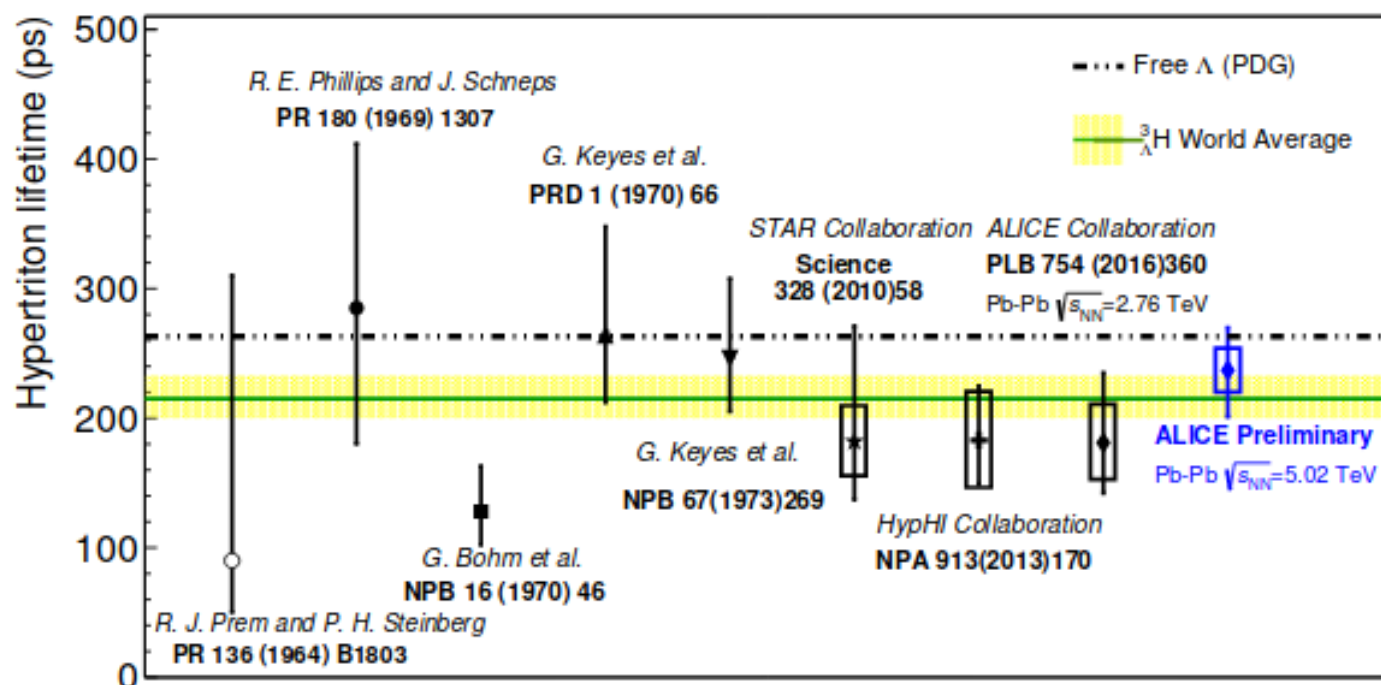 Hypertriton lifetime (ps)
500
400
300
200
100
0
R. E. Phillips and J. Schneps
PR 180 (1969) 1307
Free Λ (PDG)
³ΛH World Average
G. Keyes et al.
PRD 1 (1970) 66
STAR Collaboration
Science
328 (2010)58
ALICE Collaboration
PLB 754 (2016)360
Pb-Pb √sNN=2.76 TeV
G. Keyes et al.
NPB 67(1973)269
ALICE Preliminary
Pb-Pb √sNN=5.02 TeV
HypHI Collaboration
NPA 913(2013)170
G. Bohm et al.
NPB 16 (1970) 46
R. J. Prem and P. H. Steinberg
PR 136 (1964) B1803